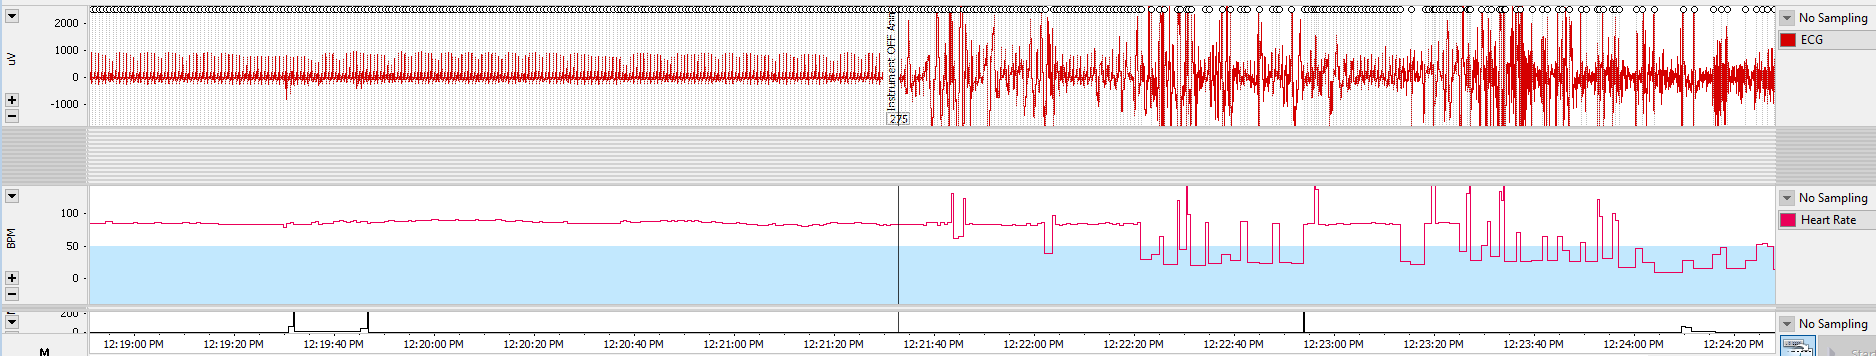 2000
1000
0
-1000
uV
Instrument OFF
275
No Sampling
ECG
100
50
0
BPM
No Sampling
Heart Rate
200
0
No Sampling
12:19:00 PM 12:19:20 PM 12:19:40 PM 12:20:00 PM 12:20:20 PM 12:20:40 PM 12:21:00 PM 12:21:20 PM 12:21:40 PM 12:22:00 PM 12:22:20 PM 12:22:40 PM 12:23:00 PM 12:23:20 PM 12:23:40 PM 12:24:00 PM 12:24:20 PM
M